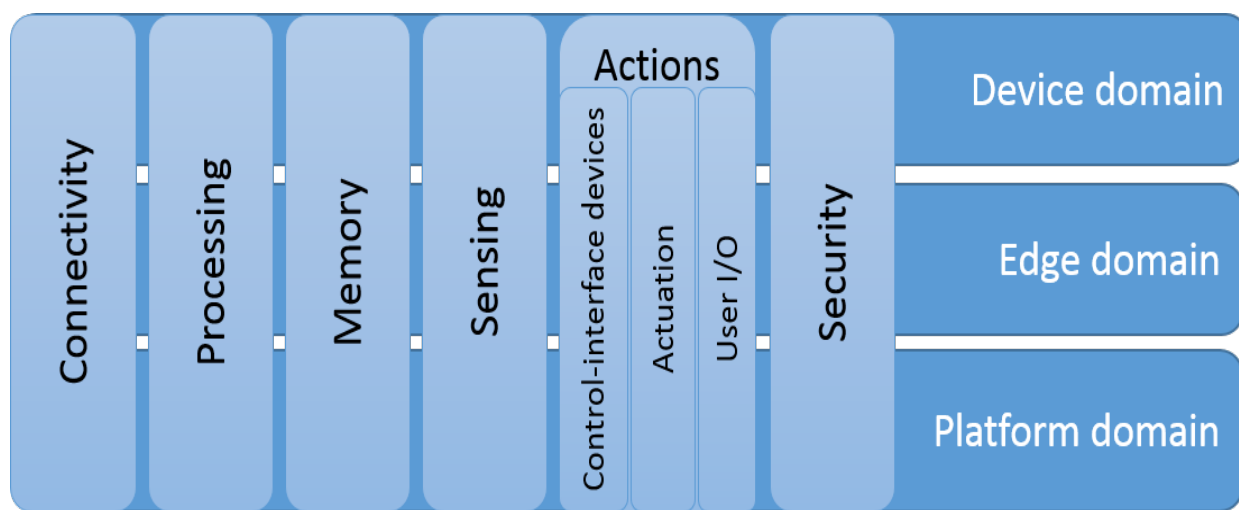 Connectivity
Processing
Memory
Sensing
Actions
Control-interface devices
Actuation
User I/O
Security
Device domain
Edge domain
Platform domain